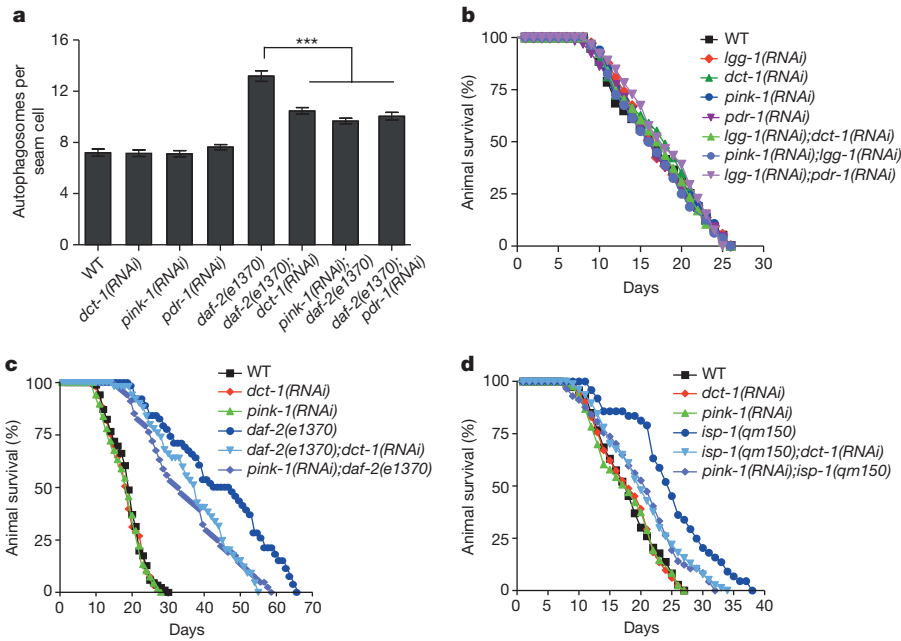 a
16
12
8
4
0
Autophagosomes per
seam cell
***
WT
dct-1(RNAi)
pink-1(RNAi)
pdr-1(RNAi)
daf-2(e1370)
daf-2(e1370);
dct-1(RNAi)
pink-1(RNAi);
daf-2(e1370)
daf-2(e1370);
pdr-1(RNAi)
b
100
75
50
25
0
Animal survival (%)
0 5 10 15 20 25 30
Days
WT
lgg-1(RNAi)
dct-1(RNAi)
pink-1(RNAi)
pdr-1(RNAi)
lgg-1(RNAi);dct-1(RNAi)
pink-1(RNAi);lgg-1(RNAi)
lgg-1(RNAi);pdr-1(RNAi)
c
100
75
50
25
0
Animal survival (%)
0 10 20 30 40 50 60 70
Days
WT
dct-1(RNAi)
pink-1(RNAi)
daf-2(e1370)
daf-2(e1370);dct-1(RNAi)
pink-1(RNAi);daf-2(e1370)
d
100
75
50
25
0
Animal survival (%)
0 5 10 15 20 25 30 35 40
Days
WT
dct-1(RNAi)
pink-1(RNAi)
isp-1(qm150)
isp-1(qm150);dct-1(RNAi)
pink-1(RNAi);isp-1(qm150)